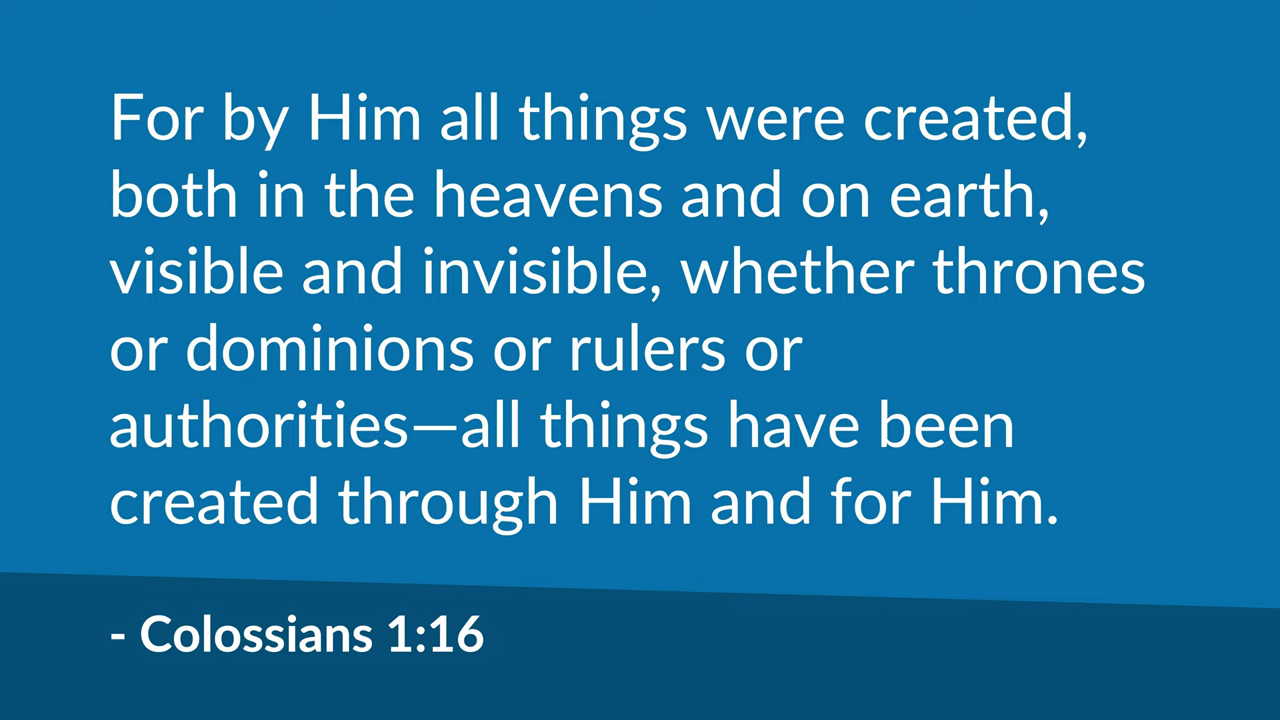 For by Him all things were created,
both in the heavens and on earth,
visible and invisible, whether thrones
or dominions or rulers or
authorities—all things have been
created through Him and for Him.
- Colossians 1:16